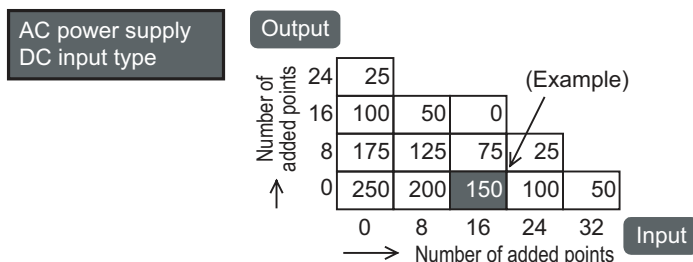 AC power supply
DC input type
Output
Number of
added points
24 25
(Example)
16 100 50 0
8 175 125 75 25
0 250 200 150 100 50
0 8 16 24 32
Input
Number of added points